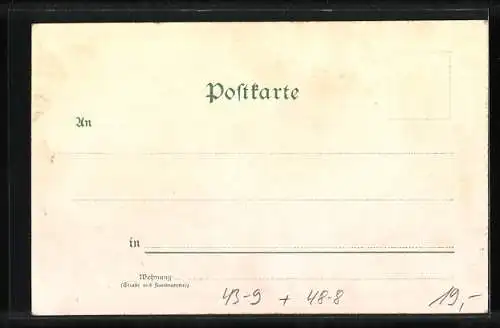 Postkarte
An
in
Wohnung
(Straße und Hausnummer)
43-9 + 48-8 19,-